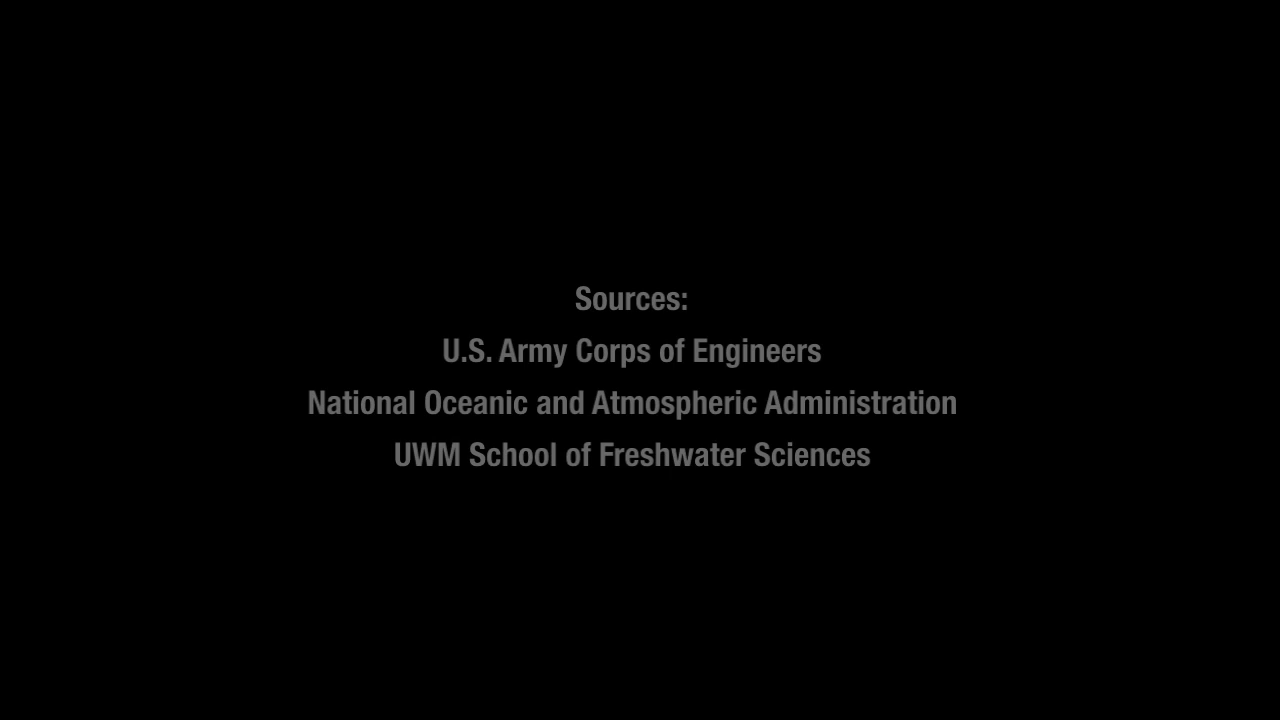 Sources:
U.S. Army Corps of Engineers
National Oceanic and Atmospheric Administration
UWM School of Freshwater Sciences